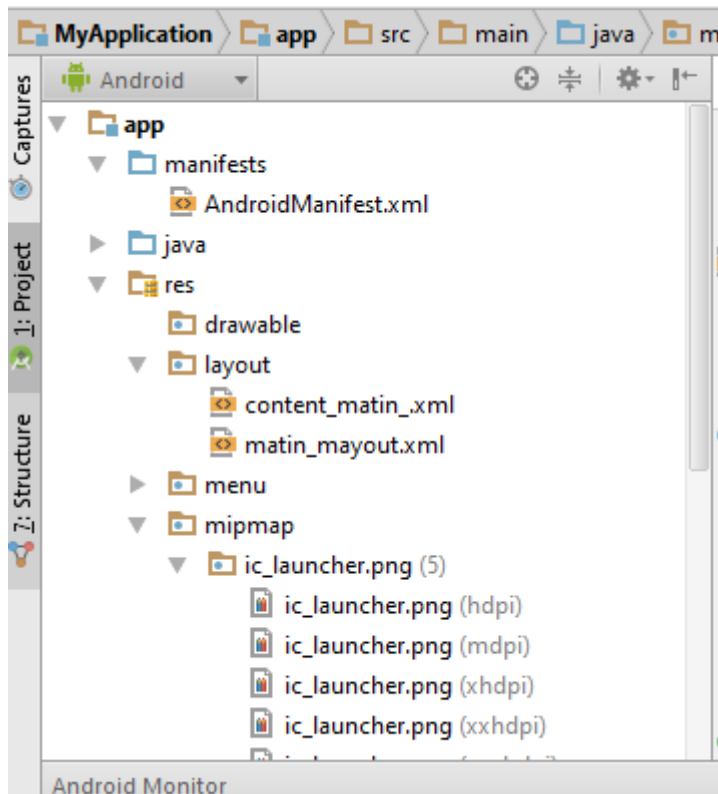 MyApplication app src main java m
Captures
1: Project
7: Structure
Android
app
manifests
AndroidManifest.xml
java
res
drawable
layout
content_matin_.xml
matin_mayout.xml
menu
mipmap
ic_launcher.png (5)
ic_launcher.png (hdpi)
ic_launcher.png (mdpi)
ic_launcher.png (xhdpi)
ic_launcher.png (xxhdpi)
Android Monitor